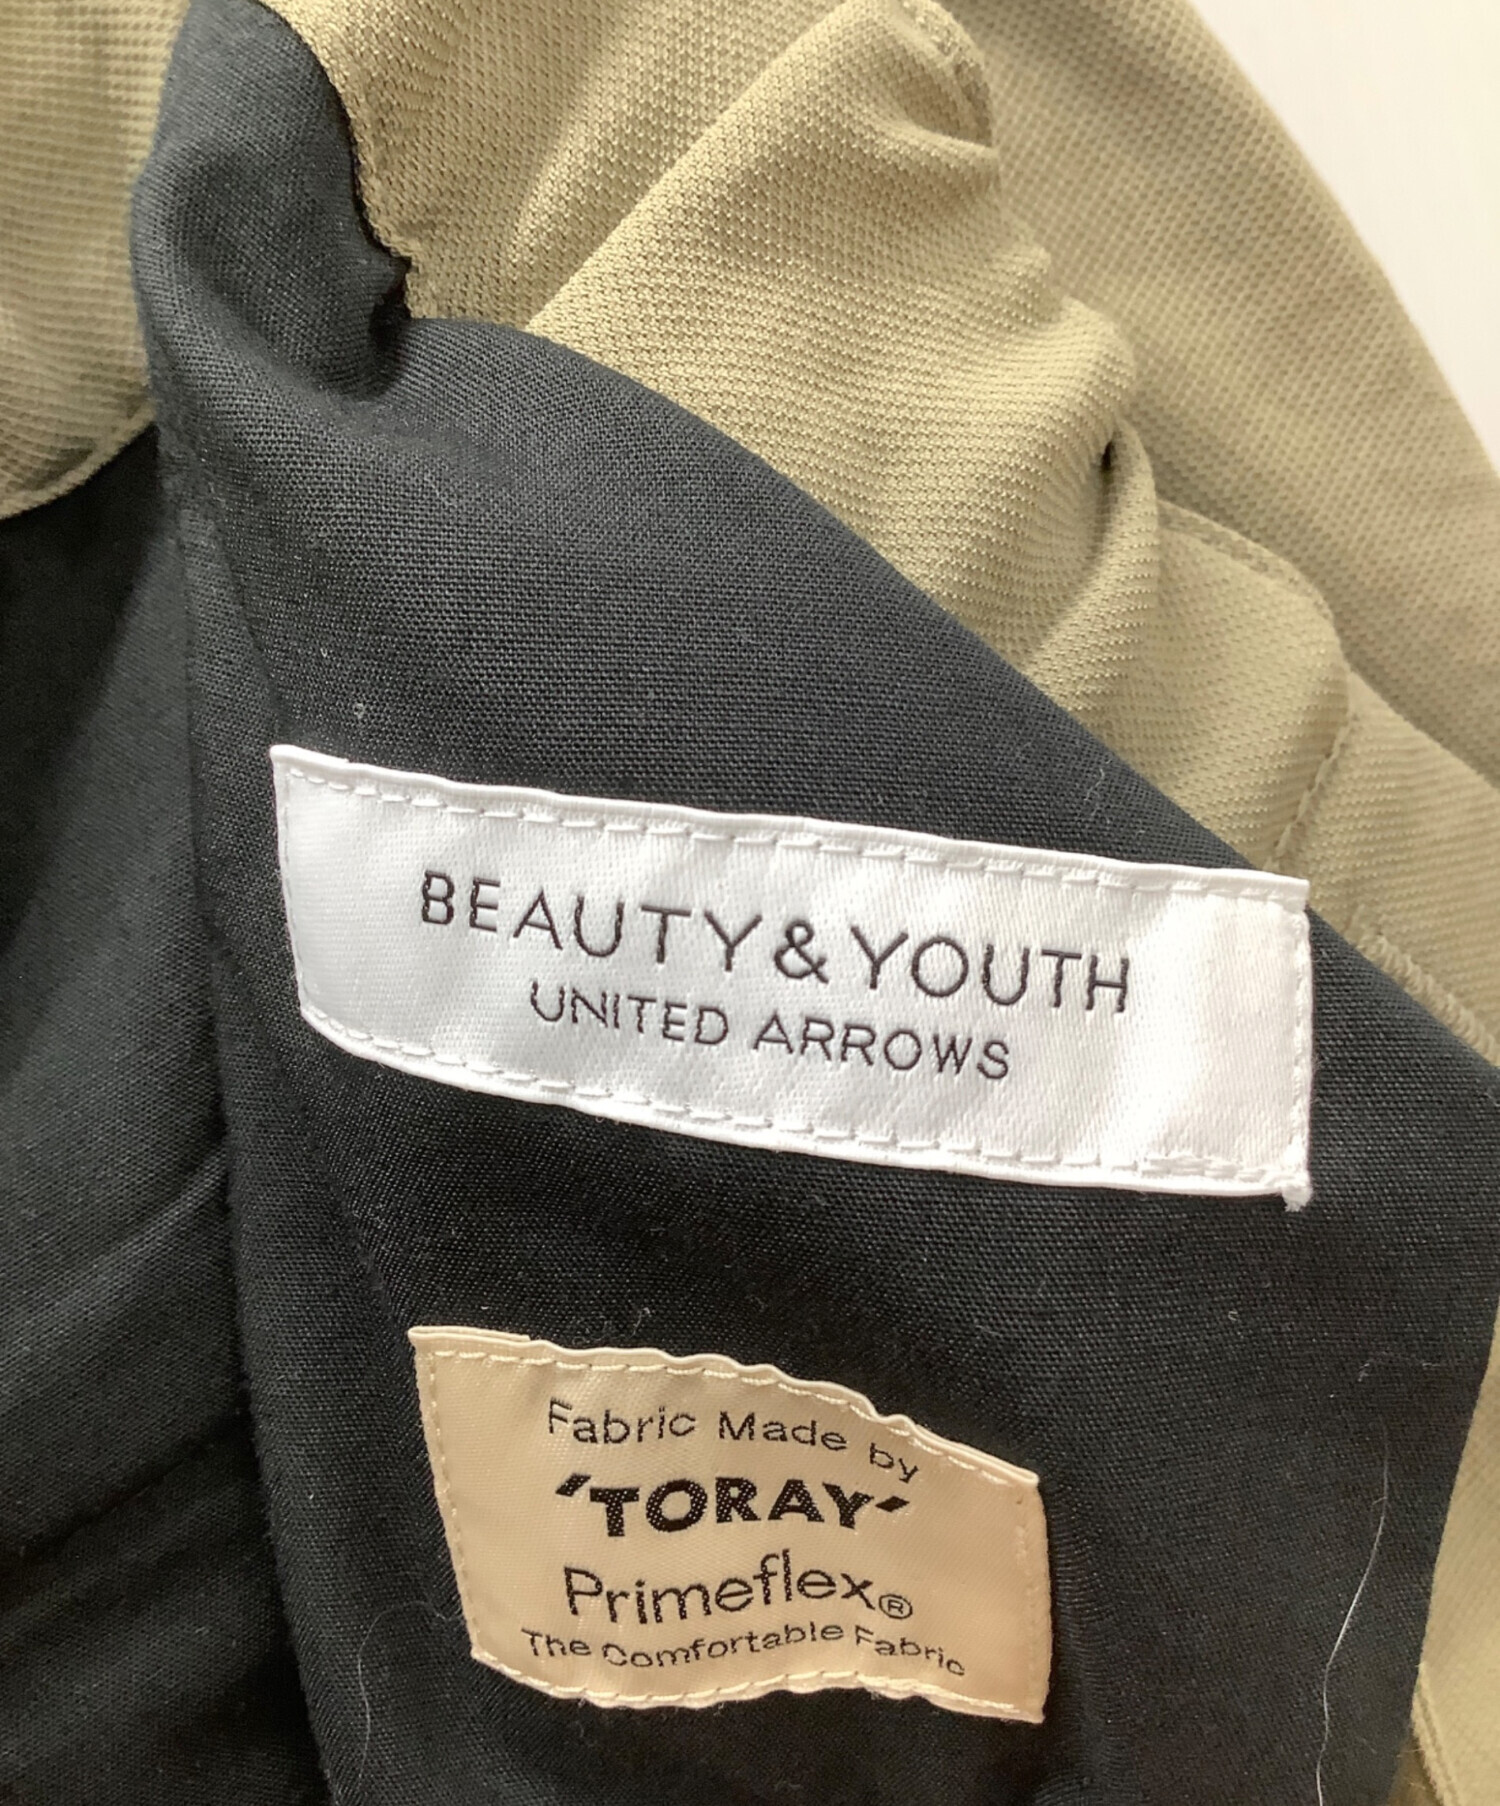 BEAUTY&YOUTH
UNITED ARROWS
Fabric Made by
'TORAY'
Primeflex®
The Comfortable Fabric